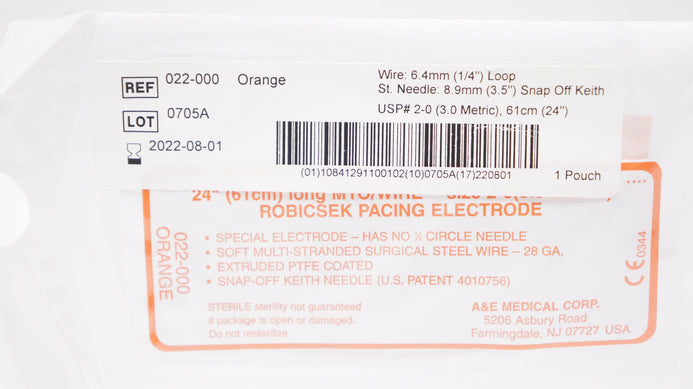 REF 022-000 Orange
Wire: 6.4mm (1/4") Loop
St. Needle: 8.9mm (3.5") Snap Off Keith
LOT 0705A
USP# 2-0 (3.0 Metric), 61cm (24")
2022-08-01
(01)10841291100102(10)0705A(17)220801
1 Pouch
24" (61cm) long MYO/WIRE
ROBICSEK PACING ELECTRODE
• SPECIAL ELECTRODE – HAS NO ½ CIRCLE NEEDLE
• SOFT MULTI-STRANDED SURGICAL STEEL WIRE – 28 GA.
• EXTRUDED PTFE COATED
• SNAP-OFF KEITH NEEDLE (U.S. PATENT 4010756)
022-000
ORANGE
CE 0344
STERILE sterility not guaranteed
if package is open or damaged.
Do not resterilize
A&E MEDICAL CORP.
5206 Asbury Road
Farmingdale, NJ 07727 USA